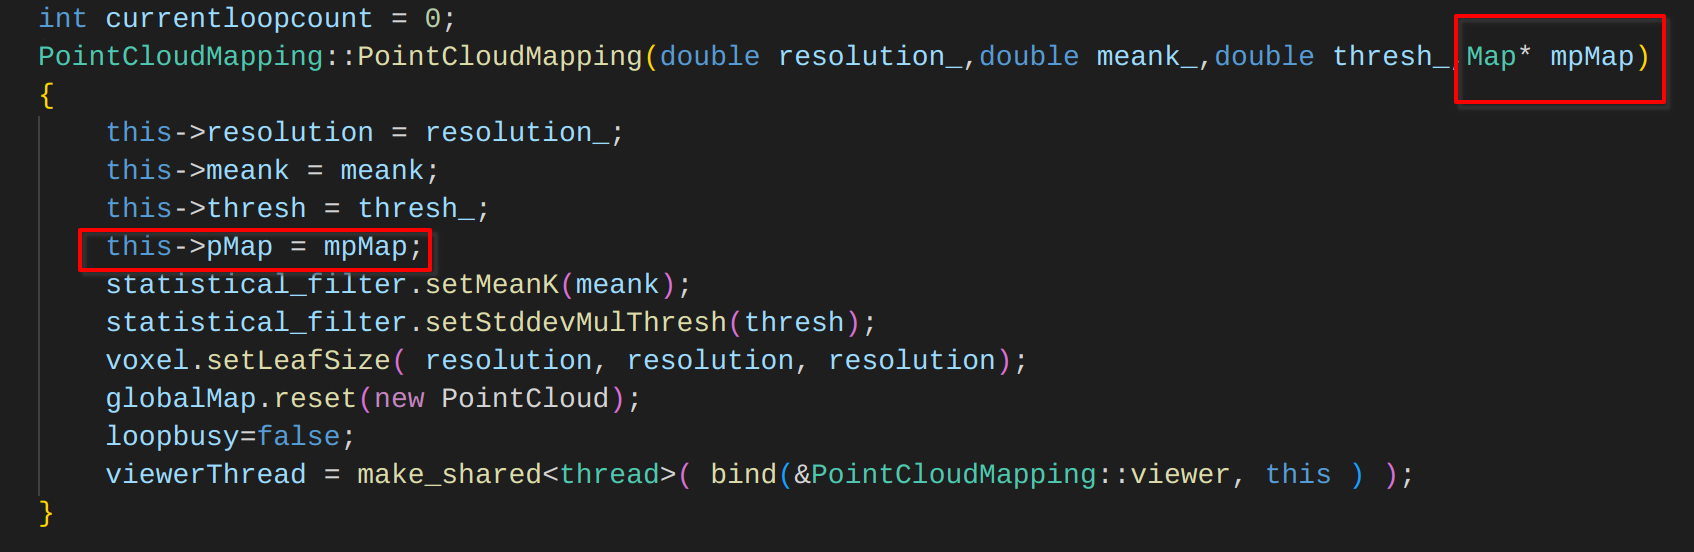 int currentloopcount = 0;
PointCloudMapping::PointCloudMapping(double resolution_,double meank_,double thresh_,Map* mpMap)
{
this->resolution = resolution_;
this->meank = meank;
this->thresh = thresh_;
this->pMap = mpMap;
statistical_filter.setMeanK(meank);
statistical_filter.setStddevMulThresh(thresh);
voxel.setLeafSize( resolution, resolution, resolution);
globalMap.reset(new PointCloud);
loopbusy=false;
viewerThread = make_shared<thread>( bind(&PointCloudMapping::viewer, this ) );
}